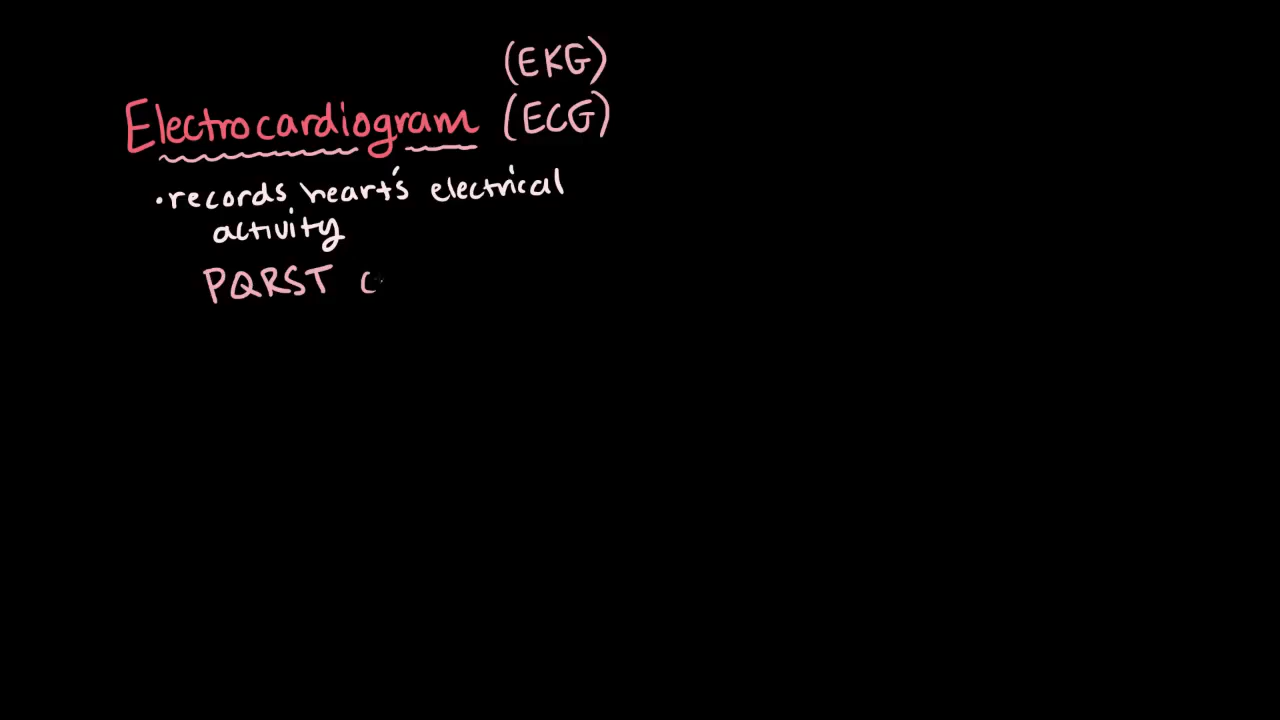 (EKG)
Electrocardiogram (ECG)
• records heart's electrical
activity
PQRST c